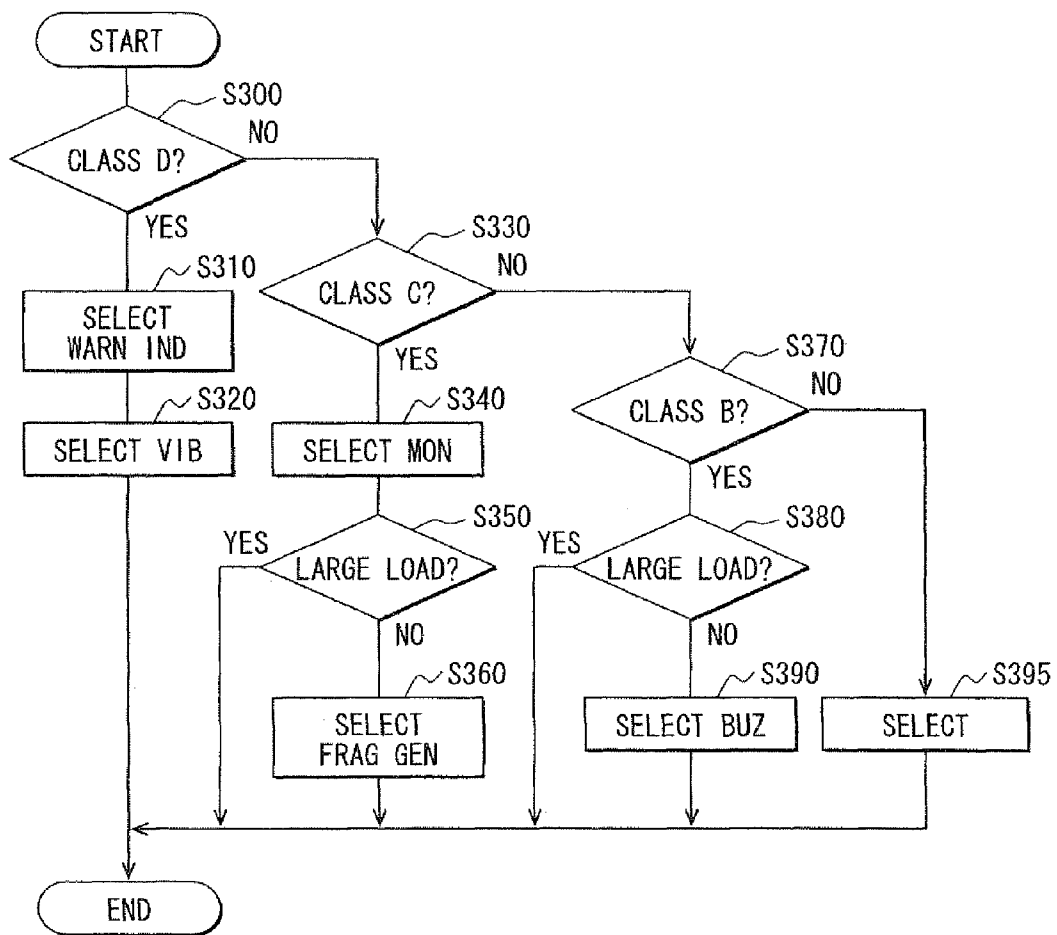 START
S300
CLASS D?
NO
YES
S310
SELECT
WARN IND
S320
SELECT VIB
S330
CLASS C?
NO
YES
S340
SELECT MON
S350
LARGE LOAD?
YES
NO
S360
SELECT
FRAG GEN
S370
CLASS B?
NO
YES
S380
LARGE LOAD?
YES
NO
S390
SELECT BUZ
S395
SELECT
END